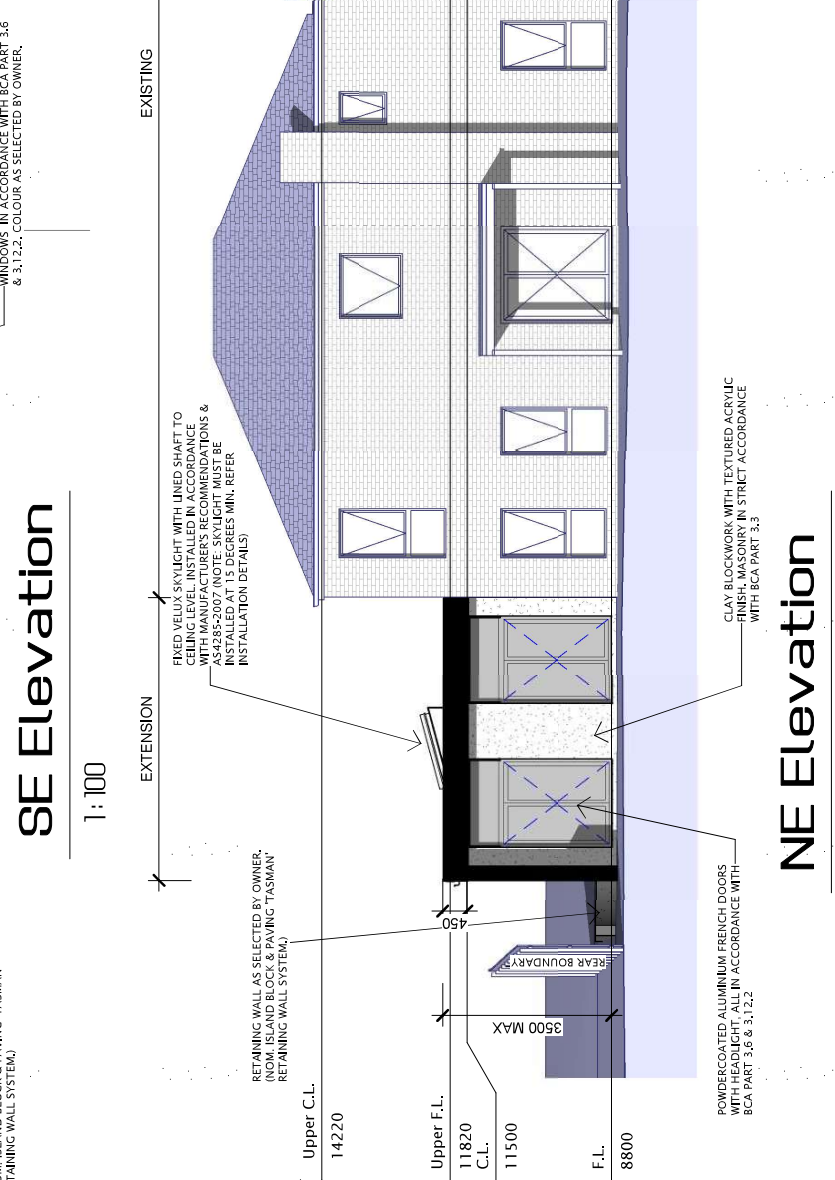 WINDOWS IN ACCORDANCE WITH BCA PART 3.6
& 3.12.2. COLOUR AS SELECTED BY OWNER.
TAINING WALL SYSTEM.)
SE Elevation
1 : 100
EXTENSION
EXISTING
FIXED VELUX SKYLIGHT WITH LINED SHAFT TO
CEILING LEVEL. INSTALLED IN ACCORDANCE
WITH MANUFACTURER'S RECOMMENDATIONS &
AS4285-2007 (NOTE: SKYLIGHT MUST BE
INSTALLED AT 15 DEGREES MIN. REFER
INSTALLATION DETAILS)
RETAINING WALL AS SELECTED BY OWNER.
(NOM. ISLAND BLOCK & PAVING 'TASMAN'
RETAINING WALL SYSTEM.)
Upper C.L.
14220
Upper F.L.
11820
C.L.
11500
F.L.
8800
450
3500 MAX
REAR BOUNDARY
POWDERCOATED ALUMINIUM FRENCH DOORS
WITH HEADLIGHT, ALL IN ACCORDANCE WITH
BCA PART 3.6 & 3.12.2
CLAY BLOCKWORK WITH TEXTURED ACRYLIC
FINISH. MASONRY IN STRICT ACCORDANCE
WITH BCA PART 3.3
NE Elevation